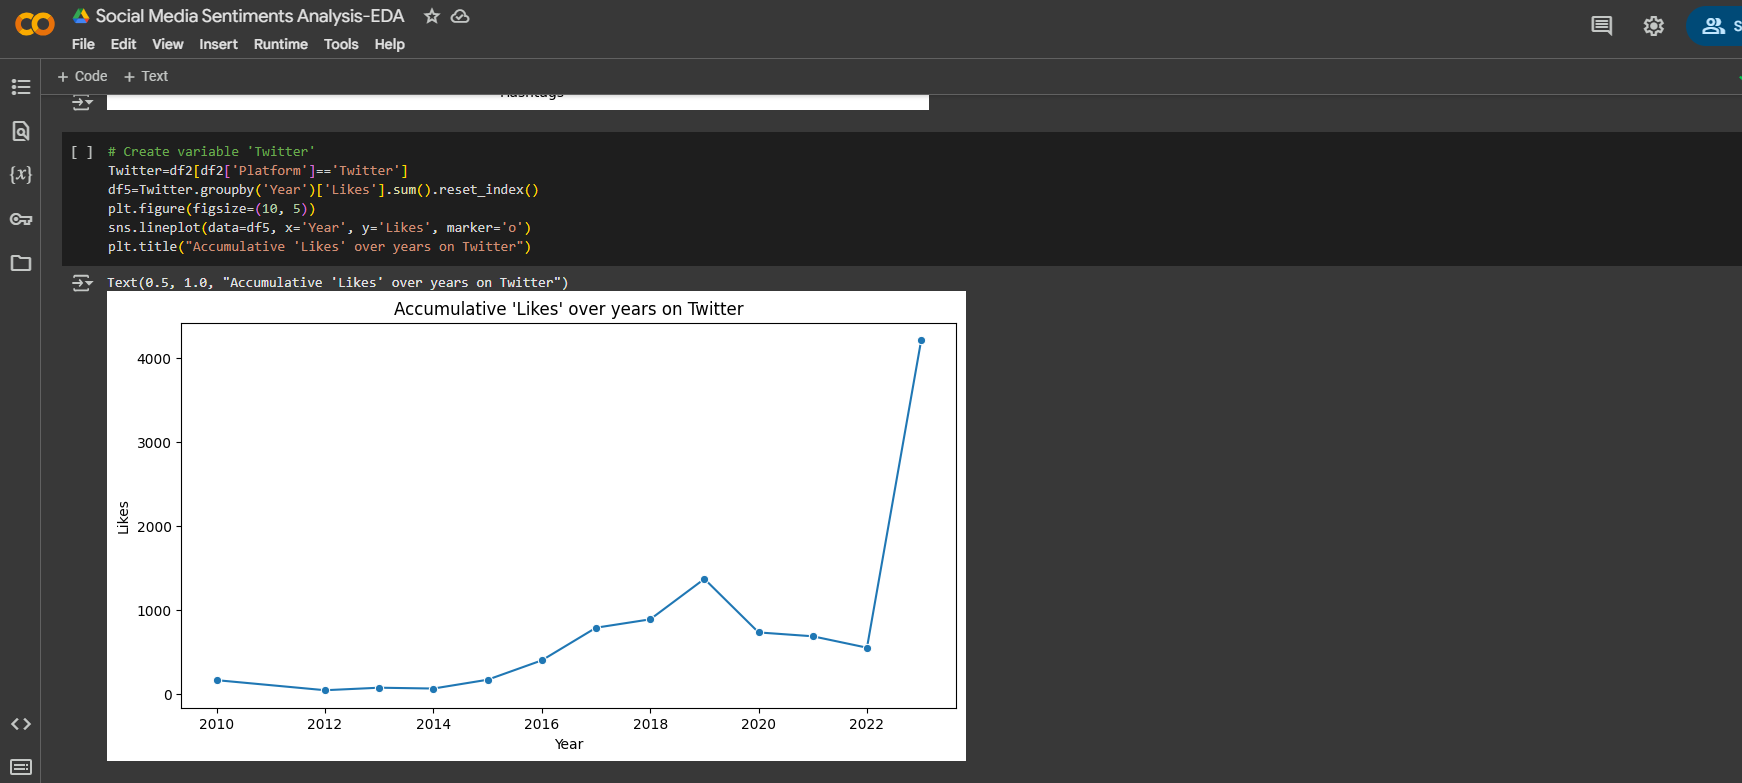 Social Media Sentiments Analysis-EDA
File Edit View Insert Runtime Tools Help
S
+ Code + Text
Hashtags
{x}
[ ] # Create variable 'Twitter'
Twitter=df2[df2['Platform']=='Twitter']
df5=Twitter.groupby('Year')['Likes'].sum().reset_index()
plt.figure(figsize=(10, 5))
sns.lineplot(data=df5, x='Year', y='Likes', marker='o')
plt.title("Accumulative 'Likes' over years on Twitter")
Text(0.5, 1.0, "Accumulative 'Likes' over years on Twitter")
Accumulative 'Likes' over years on Twitter
4000
3000
2000
1000
0
Likes
2010 2012 2014 2016 2018 2020 2022
Year